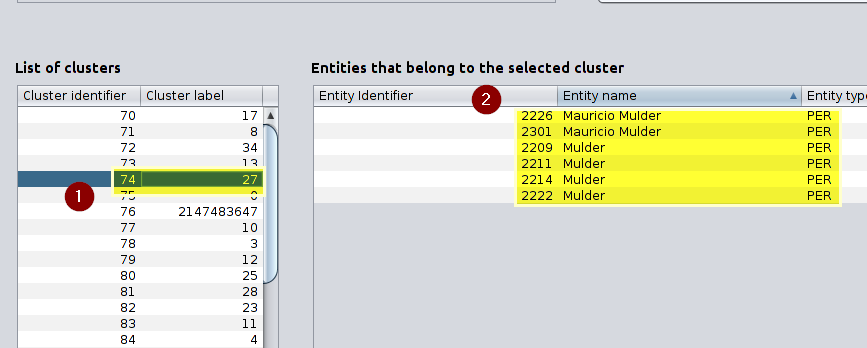 List of clusters
Cluster identifier Cluster label
70 17
71 8
72 34
73 13
74 27
75 0
76 2147483647
77 10
78 3
79 12
80 25
81 28
82 23
83 11
84 4
1
Entities that belong to the selected cluster
Entity Identifier Entity name Entity type
2
2226 Mauricio Mulder PER
2301 Mauricio Mulder PER
2209 Mulder PER
2211 Mulder PER
2214 Mulder PER
2222 Mulder PER